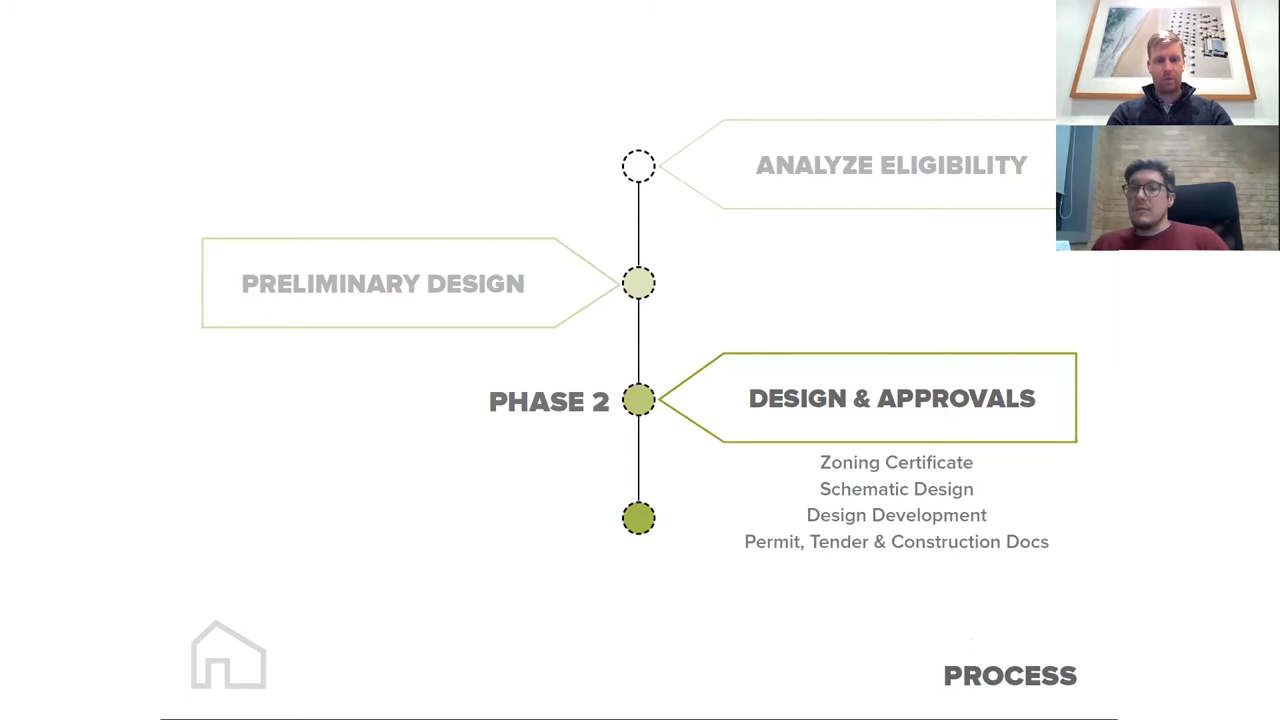 ANALYZE ELIGIBILITY
PRELIMINARY DESIGN
PHASE 2
DESIGN & APPROVALS
Zoning Certificate
Schematic Design
Design Development
Permit, Tender & Construction Docs
PROCESS